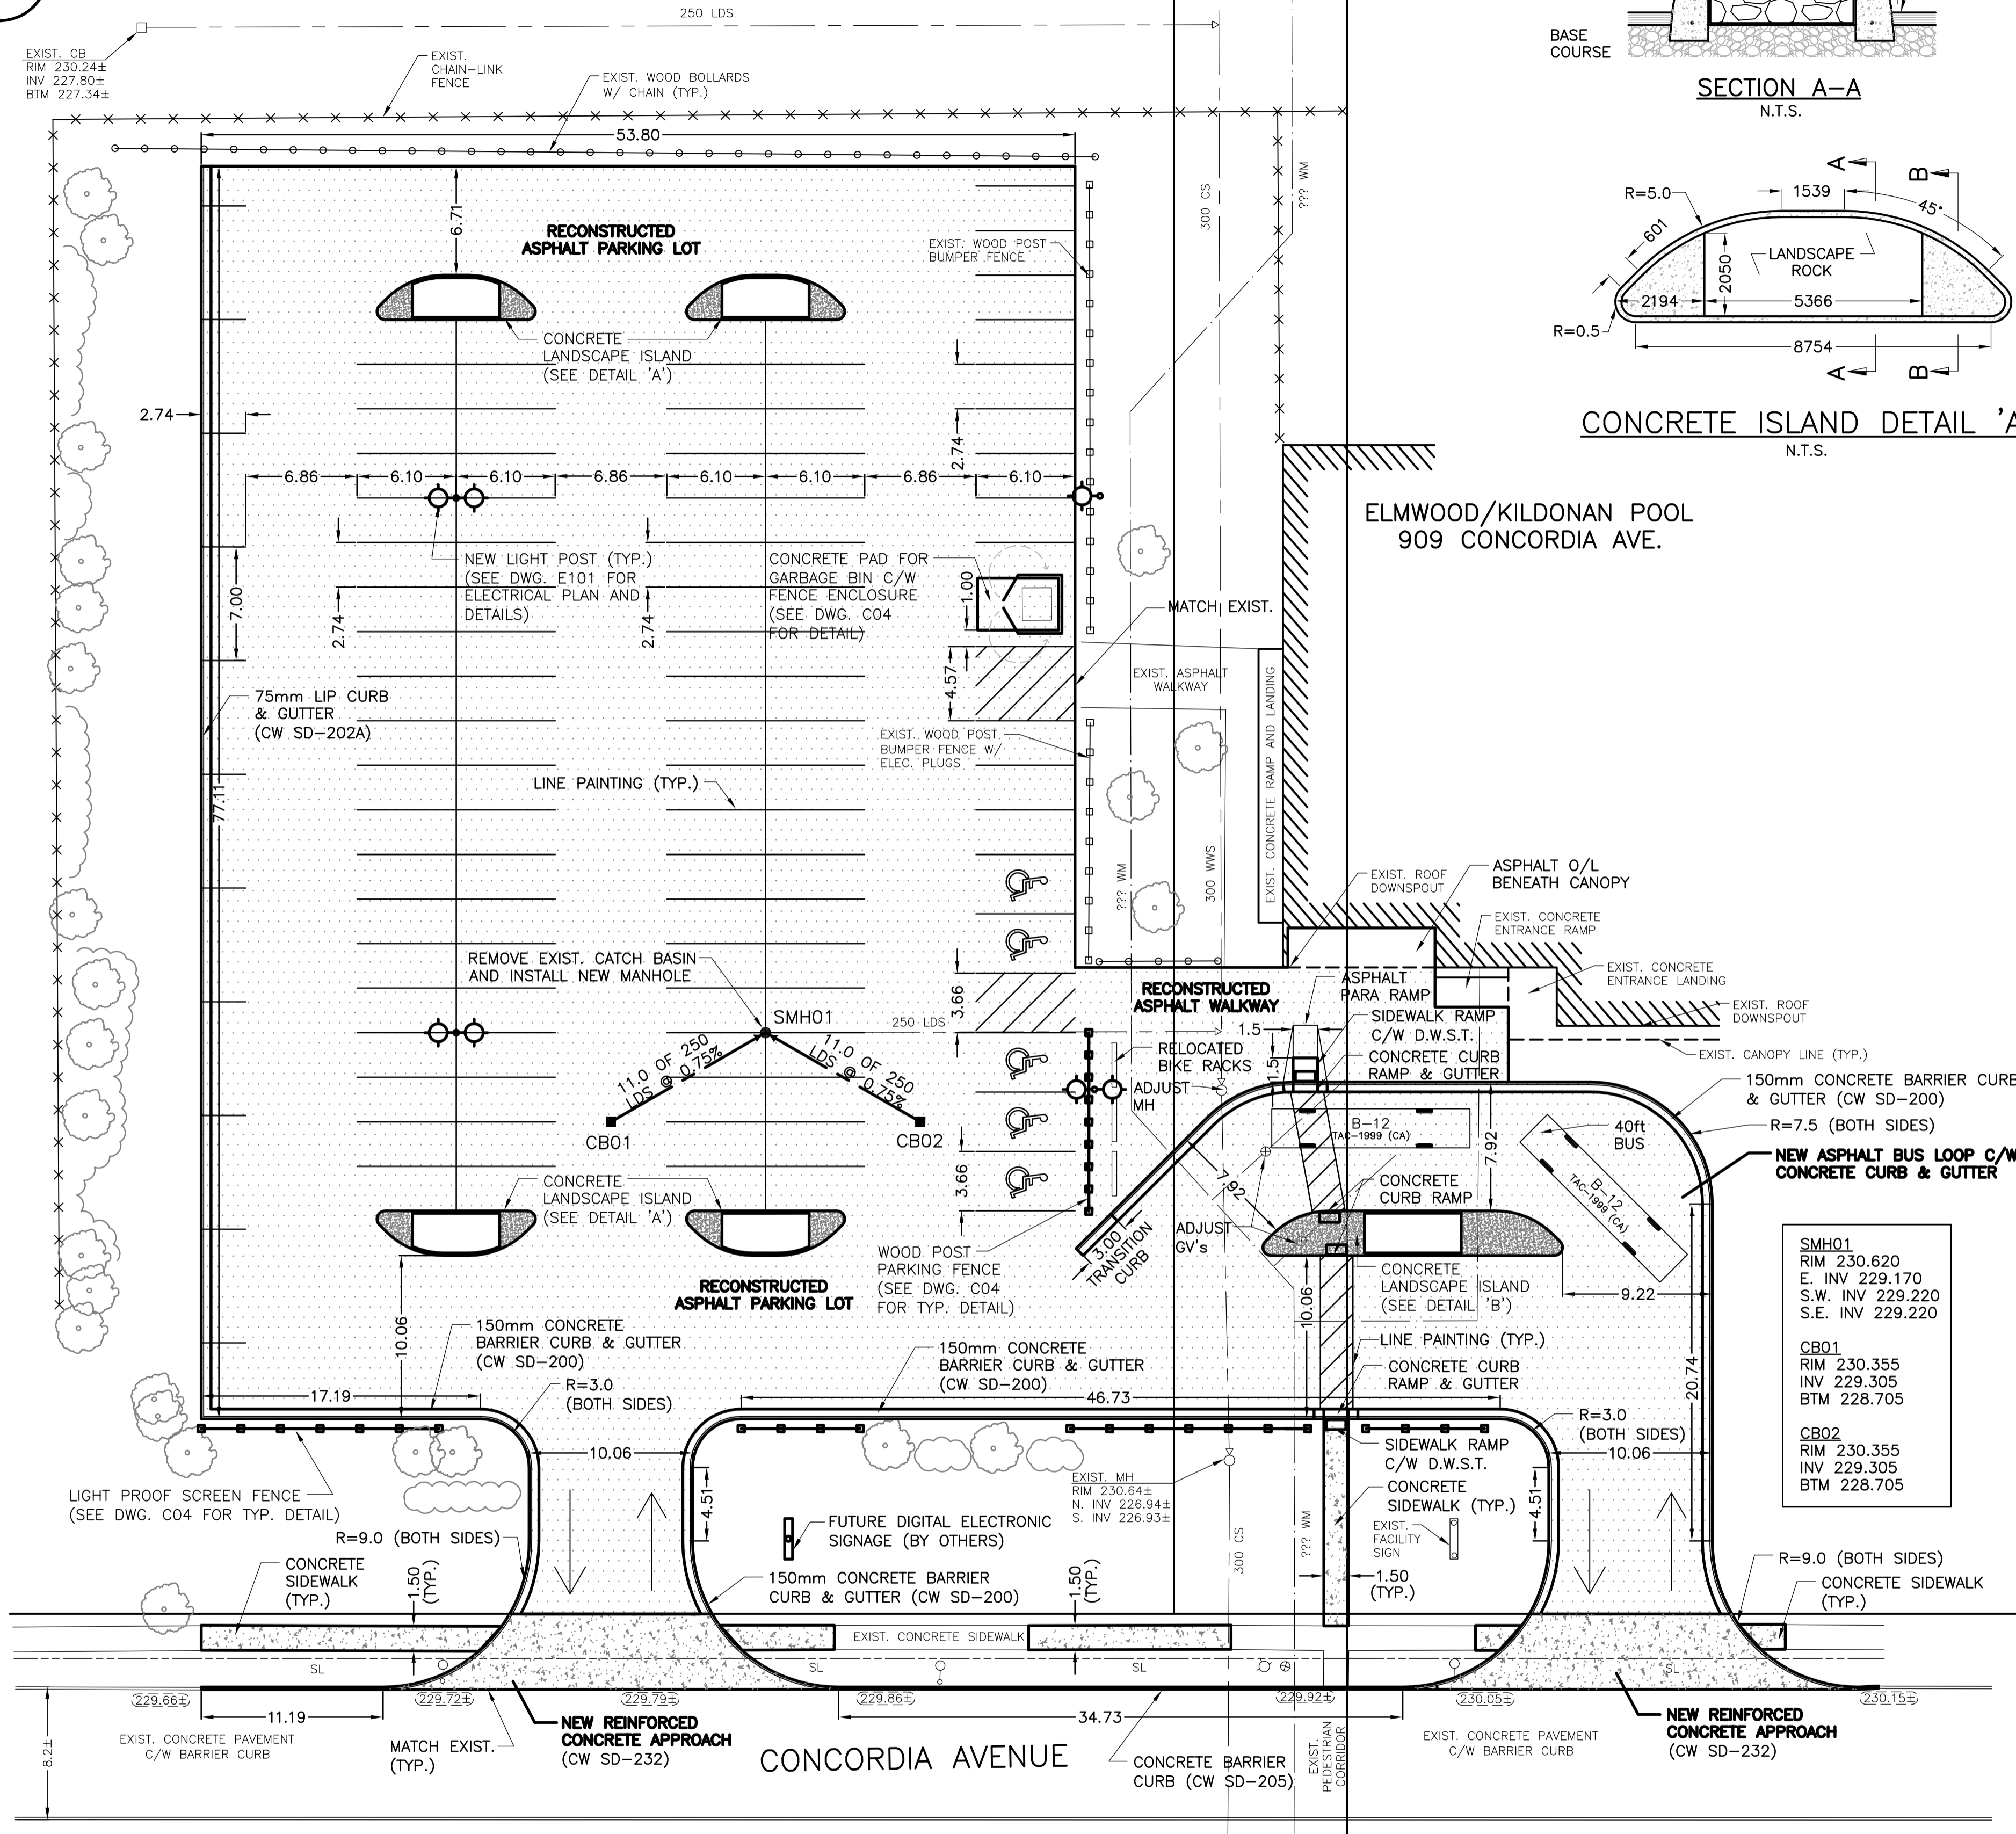 250 LDS
EXIST. CB
RIM 230.24±
INV 227.80±
BTM 227.34±
EXIST.
CHAIN-LINK
FENCE
EXIST. WOOD BOLLARDS
W/ CHAIN (TYP.)
53.80
300 CS
??? WM
BASE
COURSE
SECTION A-A
N.T.S.
R=5.0
1539
A
B
45°
601
LANDSCAPE
ROCK
2050
2194
5366
R=0.5
8754
A
B
CONCRETE ISLAND DETAIL 'A
N.T.S.
6.71
RECONSTRUCTED
ASPHALT PARKING LOT
EXIST. WOOD POST
BUMPER FENCE
CONCRETE
LANDSCAPE ISLAND
(SEE DETAIL 'A')
2.74
2.74
6.86
6.10
6.10
6.86
6.10
6.10
6.86
6.10
ELMWOOD/KILDONAN POOL
909 CONCORDIA AVE.
NEW LIGHT POST (TYP.)
(SEE DWG. E101 FOR
ELECTRICAL PLAN AND
DETAILS)
CONCRETE PAD FOR
GARBAGE BIN C/W
FENCE ENCLOSURE
(SEE DWG. C04
FOR DETAIL)
1.00
7.00
2.74
2.74
MATCH EXIST.
4.57
EXIST. ASPHALT
WALKWAY
EXIST. CONCRETE RAMP AND LANDING
75mm LIP CURB
& GUTTER
(CW SD-202A)
77.11
EXIST. WOOD POST
BUMPER FENCE W/
ELEC. PLUGS
LINE PAINTING (TYP.)
??? WM
300 WWS
EXIST. ROOF
DOWNSPOUT
ASPHALT O/L
BENEATH CANOPY
EXIST. CONCRETE
ENTRANCE RAMP
EXIST. CONCRETE
ENTRANCE LANDING
EXIST. ROOF
DOWNSPOUT
EXIST. CANOPY LINE (TYP.)
REMOVE EXIST. CATCH BASIN
AND INSTALL NEW MANHOLE
SMH01
250 LDS
3.66
RECONSTRUCTED
ASPHALT WALKWAY
ASPHALT
PARA RAMP
SIDEWALK RAMP
C/W D.W.S.T.
CONCRETE CURB
RAMP & GUTTER
1.5
1.5
RELOCATED
BIKE RACKS
ADJUST
MH
11.0 OF 250
LDS @ 0.75%
11.0 OF 250
LDS @ 0.75%
CB01
CB02
B-12
TAC-1999 (CA)
7.92
40ft
BUS
B-12
TAC-1999 (CA)
150mm CONCRETE BARRIER CURB
& GUTTER (CW SD-200)
R=7.5 (BOTH SIDES)
NEW ASPHALT BUS LOOP C/W
CONCRETE CURB & GUTTER
3.66
7.92
CONCRETE
CURB RAMP
CONCRETE
LANDSCAPE ISLAND
(SEE DETAIL 'A')
ADJUST
GV's
3.00
TRANSITION
CURB
WOOD POST
PARKING FENCE
(SEE DWG. C04
FOR TYP. DETAIL)
RECONSTRUCTED
ASPHALT PARKING LOT
CONCRETE
LANDSCAPE ISLAND
(SEE DETAIL 'B')
9.22
10.06
10.06
20.74
SMH01
RIM 230.620
E. INV 229.170
S.W. INV 229.220
S.E. INV 229.220
CB01
RIM 230.355
INV 229.305
BTM 228.705
CB02
RIM 230.355
INV 229.305
BTM 228.705
150mm CONCRETE
BARRIER CURB & GUTTER
(CW SD-200)
150mm CONCRETE
BARRIER CURB & GUTTER
(CW SD-200)
LINE PAINTING (TYP.)
CONCRETE CURB
RAMP & GUTTER
17.19
R=3.0
(BOTH SIDES)
46.73
R=3.0
(BOTH SIDES)
10.06
10.06
SIDEWALK RAMP
C/W D.W.S.T.
CONCRETE
SIDEWALK (TYP.)
EXIST. MH
RIM 230.64±
N. INV 226.94±
S. INV 226.93±
4.51
4.51
LIGHT PROOF SCREEN FENCE
(SEE DWG. C04 FOR TYP. DETAIL)
R=9.0 (BOTH SIDES)
CONCRETE
SIDEWALK
(TYP.)
1.50
(TYP.)
FUTURE DIGITAL ELECTRONIC
SIGNAGE (BY OTHERS)
150mm CONCRETE BARRIER
CURB & GUTTER (CW SD-200)
1.50
(TYP.)
300 CS
??? WM
EXIST.
FACILITY
SIGN
1.50
(TYP.)
R=9.0 (BOTH SIDES)
CONCRETE SIDEWALK
(TYP.)
EXIST. CONCRETE SIDEWALK
SL
SL
SL
SL
229.66±
229.72±
229.79±
229.86±
229.92±
230.05±
230.15±
11.19
34.73
8.2±
EXIST. CONCRETE PAVEMENT
C/W BARRIER CURB
MATCH EXIST.
(TYP.)
NEW REINFORCED
CONCRETE APPROACH
(CW SD-232)
CONCORDIA AVENUE
CONCRETE BARRIER
CURB (CW SD-205)
EXIST.
PEDESTRIAN
CORRIDOR
EXIST. CONCRETE PAVEMENT
C/W BARRIER CURB
NEW REINFORCED
CONCRETE APPROACH
(CW SD-232)